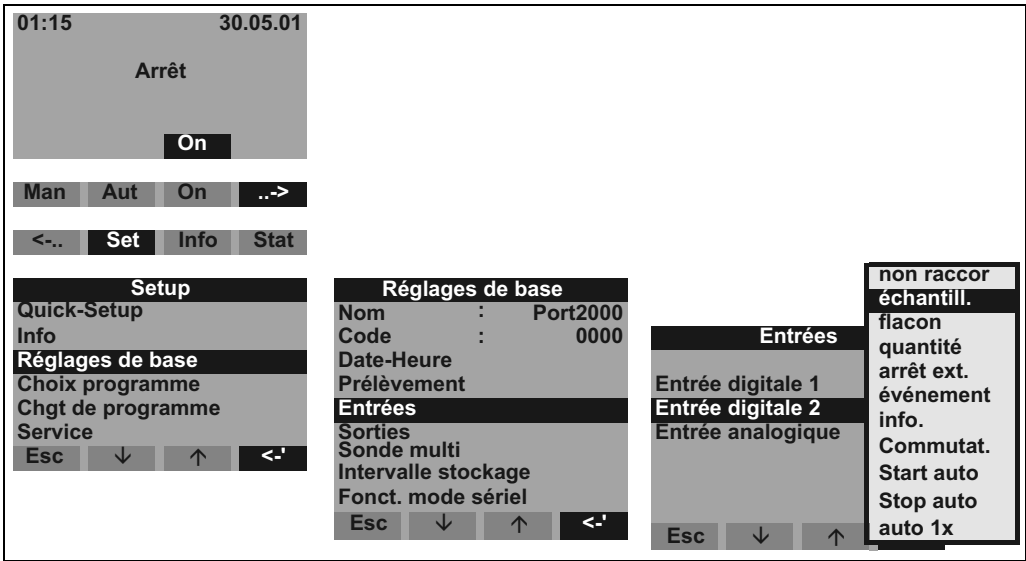 01:15 30.05.01
Arrêt
On
Man Aut On ..->
<-.. Set Info Stat
Setup
Quick-Setup
Info
Réglages de base
Choix programme
Chgt de programme
Service
Esc ↓ ↑ <-'
Réglages de base
Nom : Port2000
Code : 0000
Date-Heure
Prélèvement
Entrées
Sorties
Sonde multi
Intervalle stockage
Fonct. mode sériel
Esc ↓ ↑ <-'
Entrées
Entrée digitale 1
Entrée digitale 2
Entrée analogique
Esc ↓ ↑
non raccor
échantill.
flacon
quantité
arrêt ext.
événement
info.
Commutat.
Start auto
Stop auto
auto 1x